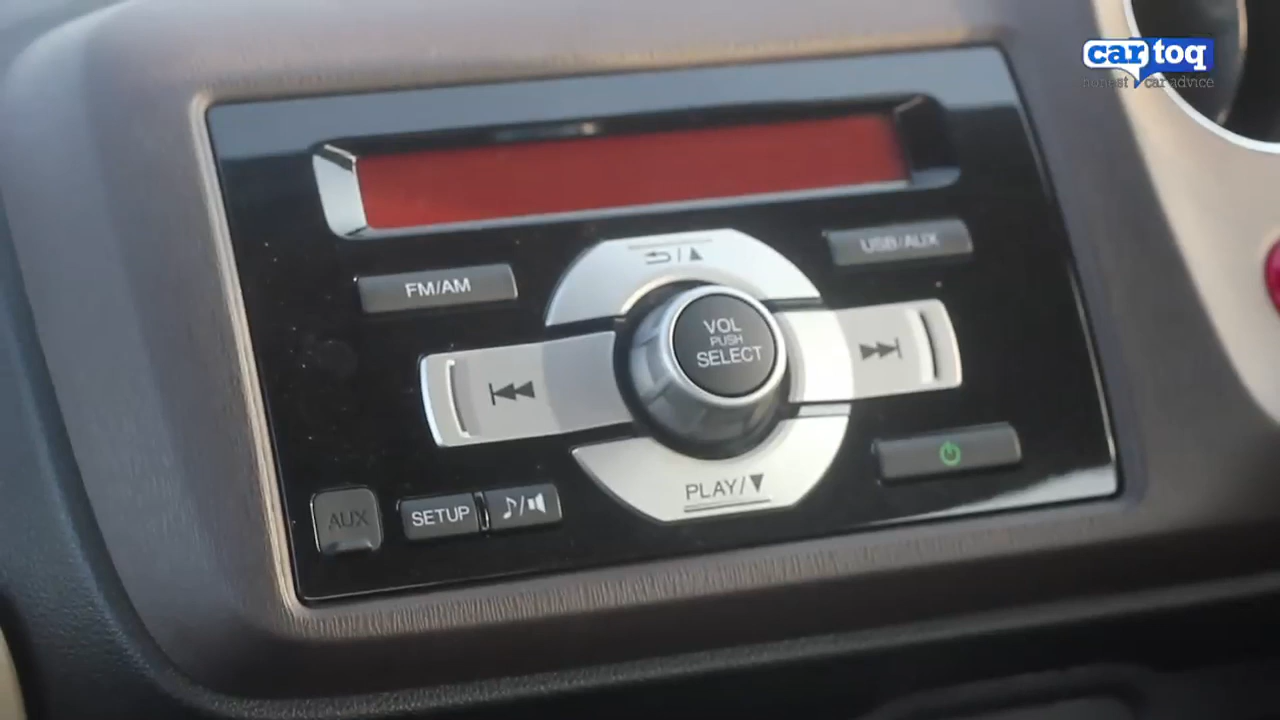 cartoq
honest car advice
USB/AUX
FM/AM
VOL
PUSH
SELECT
PLAY/▼
AUX
SETUP